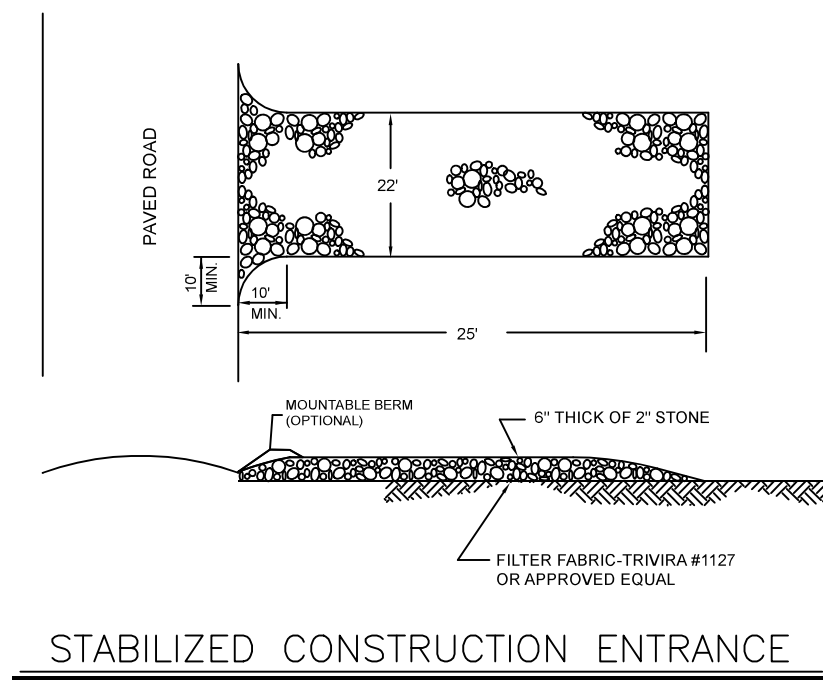 PAVED ROAD
22'
10'
MIN.
10'
MIN.
25'
MOUNTABLE BERM
(OPTIONAL)
6" THICK OF 2" STONE
FILTER FABRIC-TRIVIRA #1127
OR APPROVED EQUAL
STABILIZED CONSTRUCTION ENTRANCE